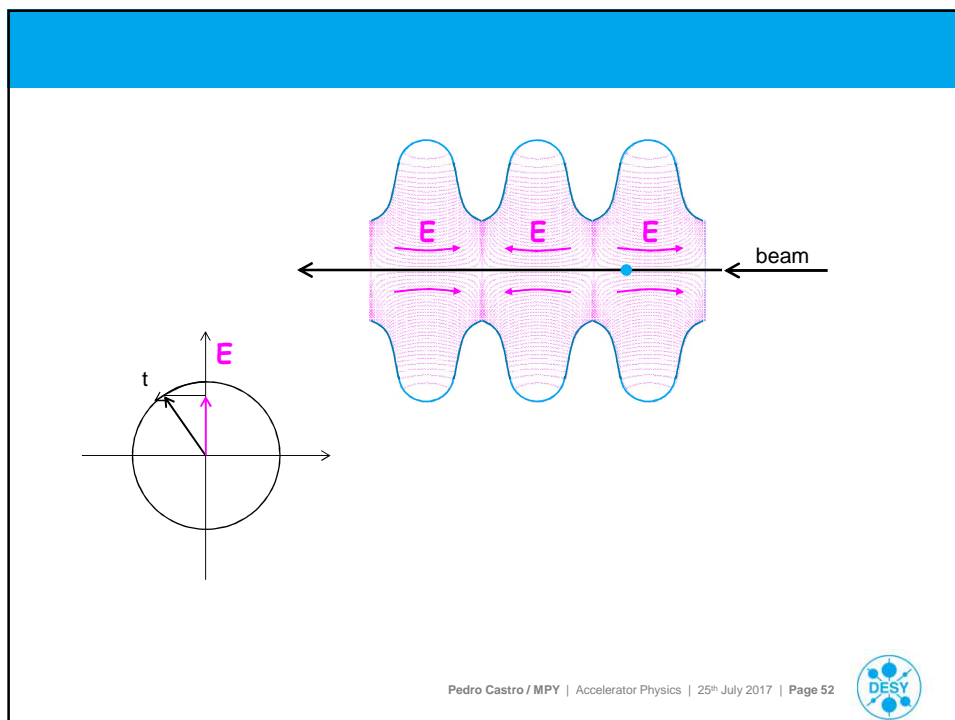 E E E
beam
E
t
Pedro Castro / MPY | Accelerator Physics | 25th July 2017 | Page 52
DESY